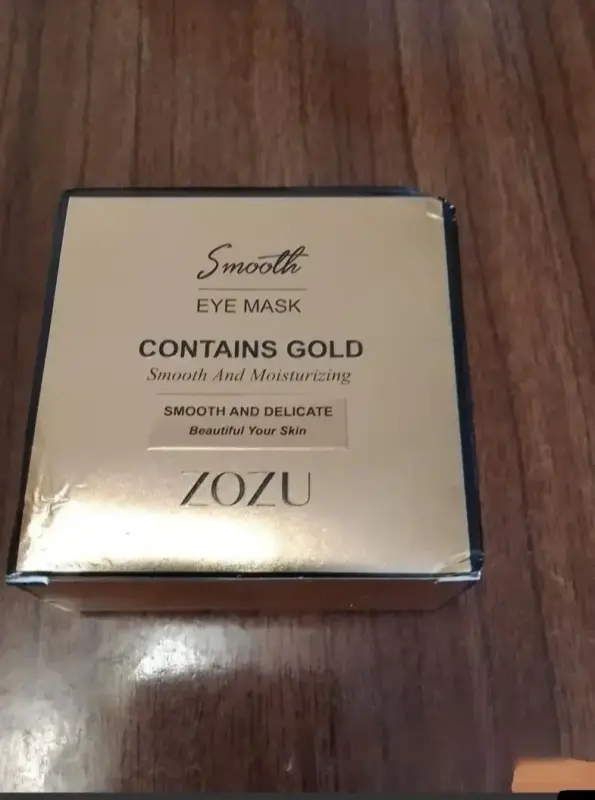 Smooth
EYE MASK
CONTAINS GOLD
Smooth And Moisturizing
SMOOTH AND DELICATE
Beautiful Your Skin
ZOZU